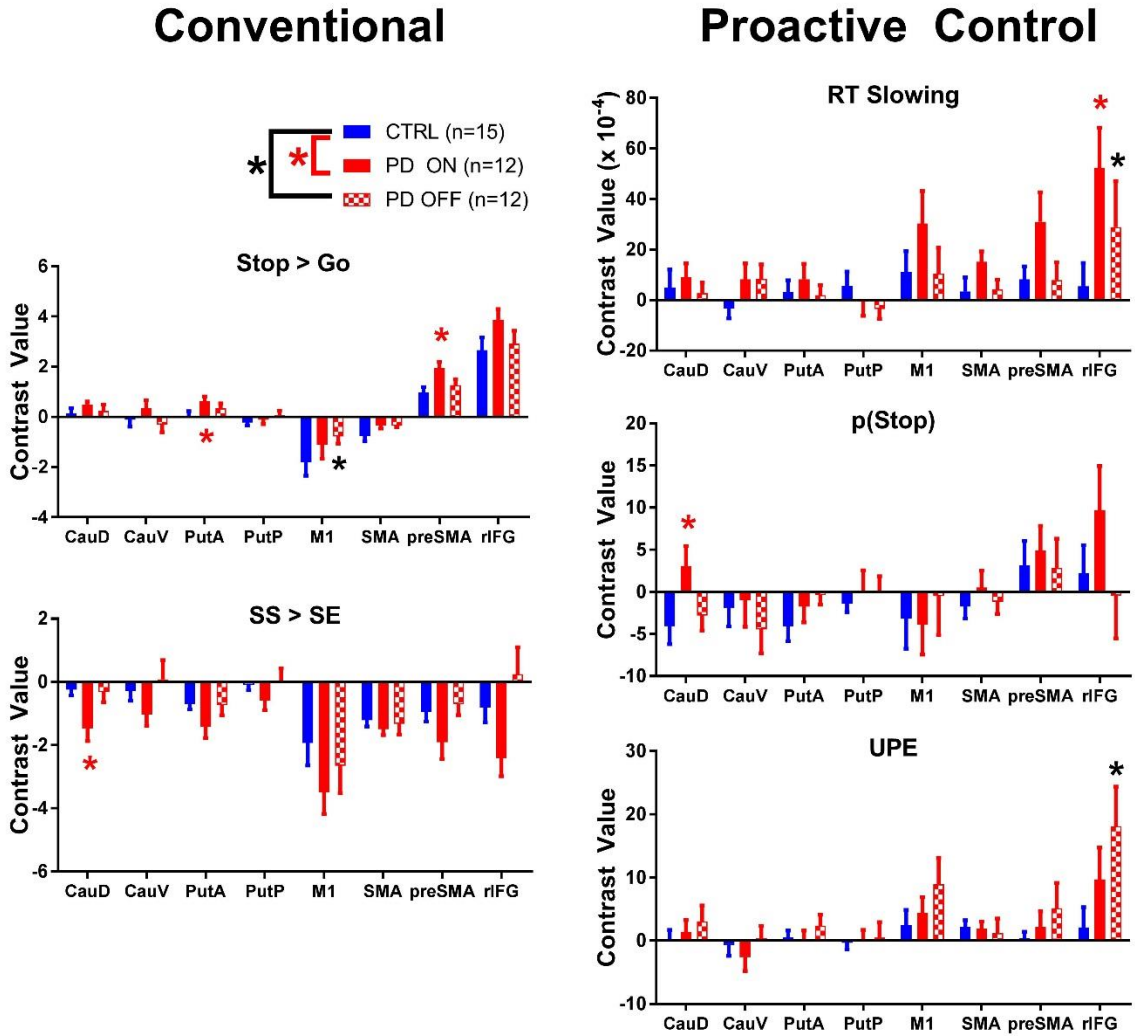 Conventional
*
*
CTRL (n=15)
PD ON (n=12)
PD OFF (n=12)
Stop > Go
Contrast Value
6
4
2
0
-2
-4
*
*
*
CauD CauV PutA PutP M1 SMA preSMA rIFG
SS > SE
Contrast Value
2
0
-2
-4
-6
*
CauD CauV PutA PutP M1 SMA preSMA rIFG
Proactive Control
RT Slowing
Contrast Value (x 10⁻⁴)
80
60
40
20
0
-20
*
*
CauD CauV PutA PutP M1 SMA preSMA rIFG
p(Stop)
Contrast Value
20
15
10
5
0
-5
-10
*
CauD CauV PutA PutP M1 SMA preSMA rIFG
UPE
Contrast Value
30
20
10
0
-10
*
CauD CauV PutA PutP M1 SMA preSMA rIFG